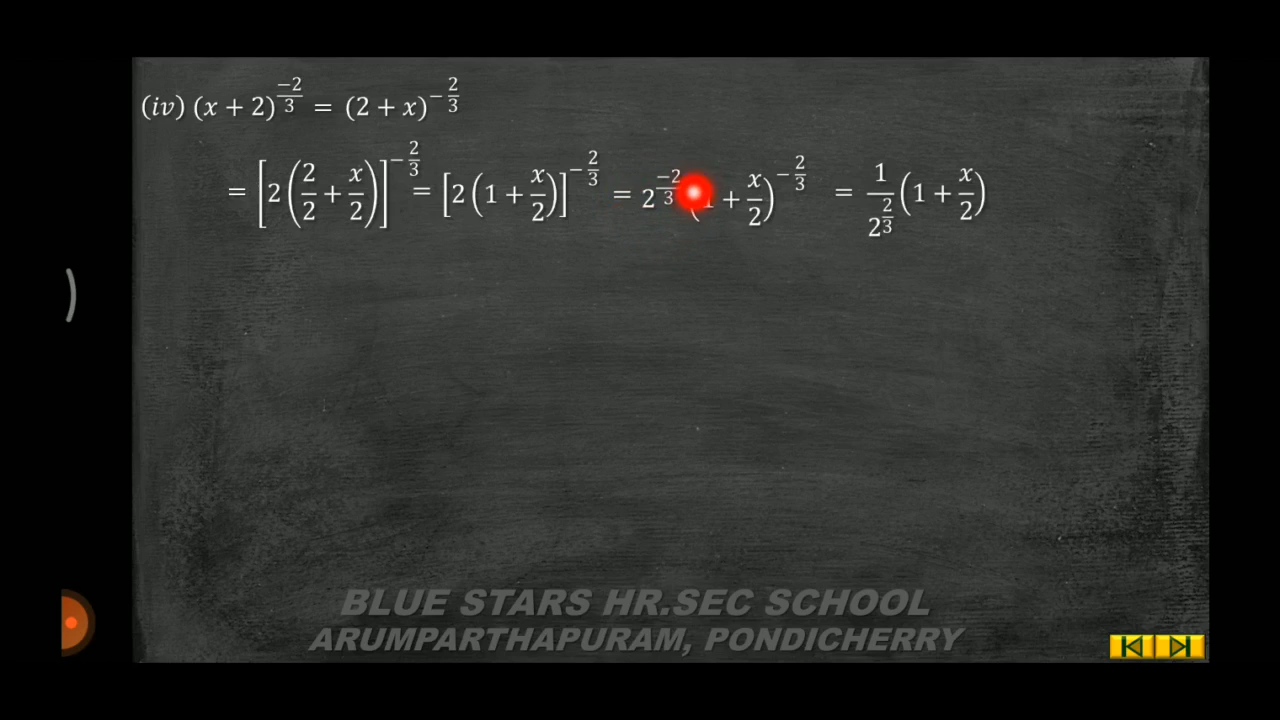 (iv) (x + 2)^(-2/3) = (2 + x)^(-2/3)
= [2(2/2 + x/2)]^(-2/3) = [2(1 + x/2)]^(-2/3) = 2^(-2/3) (1 + x/2)^(-2/3) = 1/2^(2/3) (1 + x/2)
BLUE STARS HR.SEC SCHOOL
ARUMPARTHAPURAM, PONDICHERRY